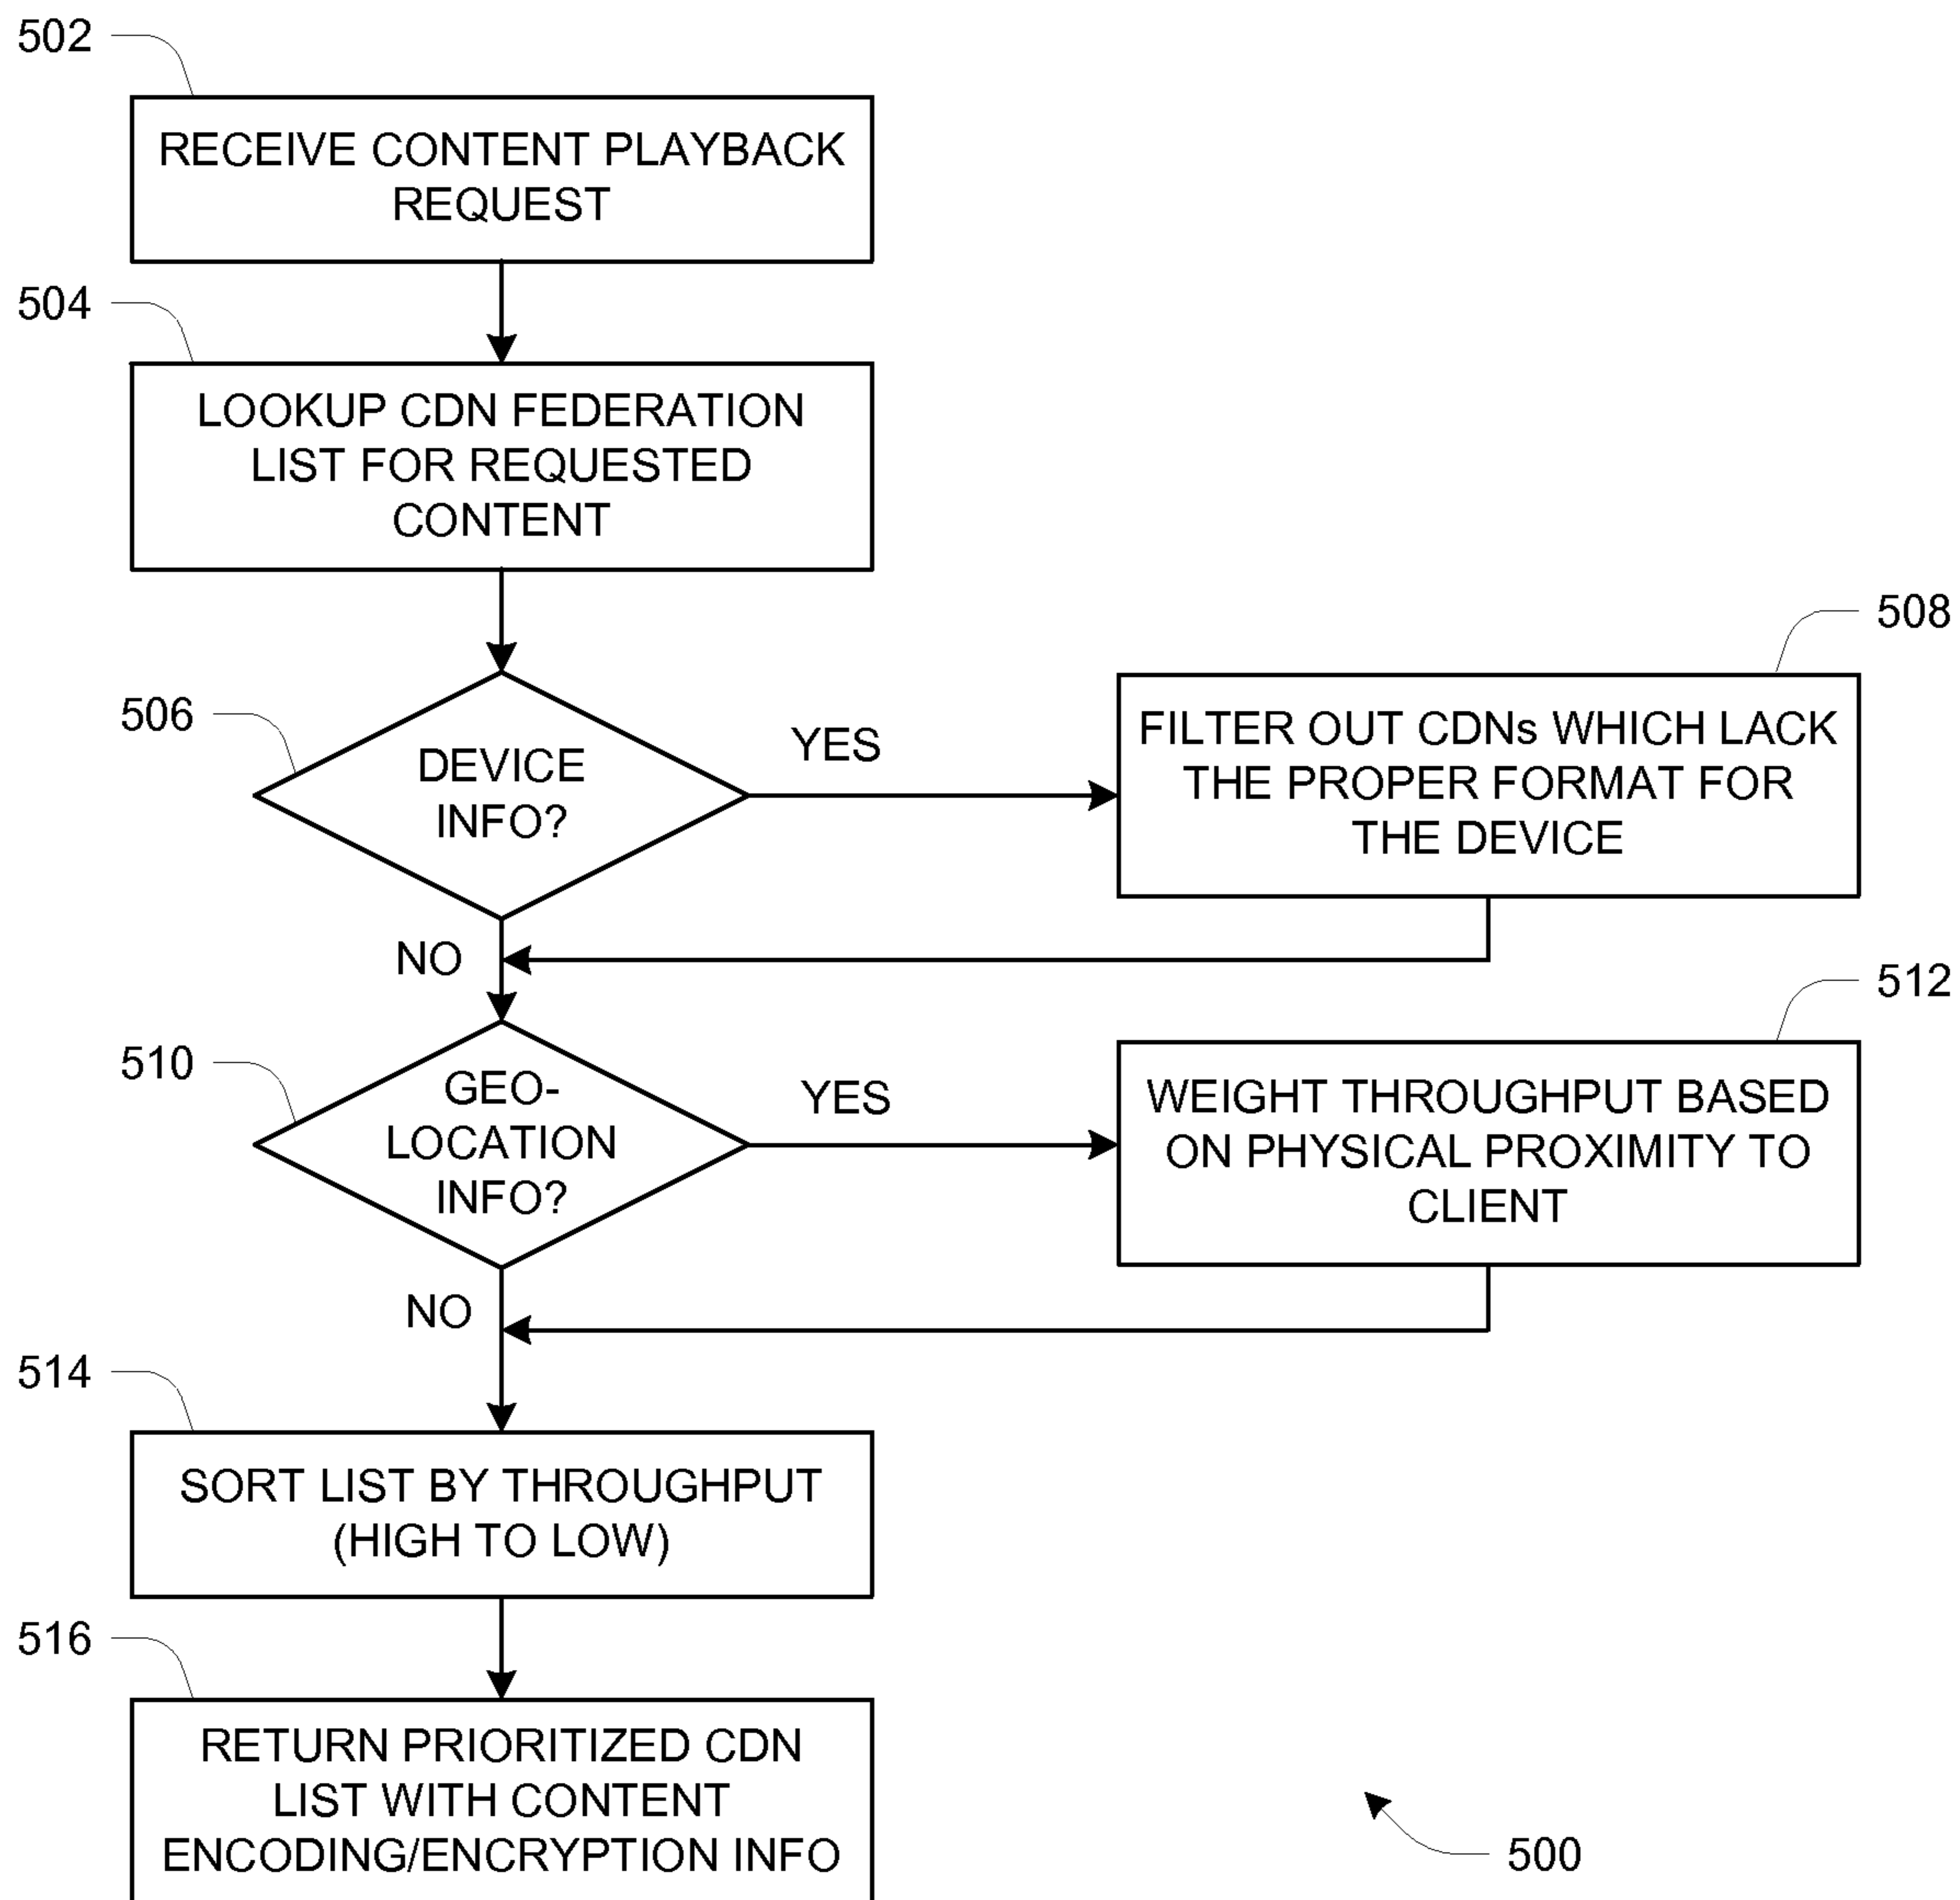 502
RECEIVE CONTENT PLAYBACK
REQUEST
504
LOOKUP CDN FEDERATION
LIST FOR REQUESTED
CONTENT
506
DEVICE
INFO?
YES
508
FILTER OUT CDNs WHICH LACK
THE PROPER FORMAT FOR
THE DEVICE
NO
510
GEO-
LOCATION
INFO?
YES
512
WEIGHT THROUGHPUT BASED
ON PHYSICAL PROXIMITY TO
CLIENT
NO
514
SORT LIST BY THROUGHPUT
(HIGH TO LOW)
516
RETURN PRIORITIZED CDN
LIST WITH CONTENT
ENCODING/ENCRYPTION INFO
500